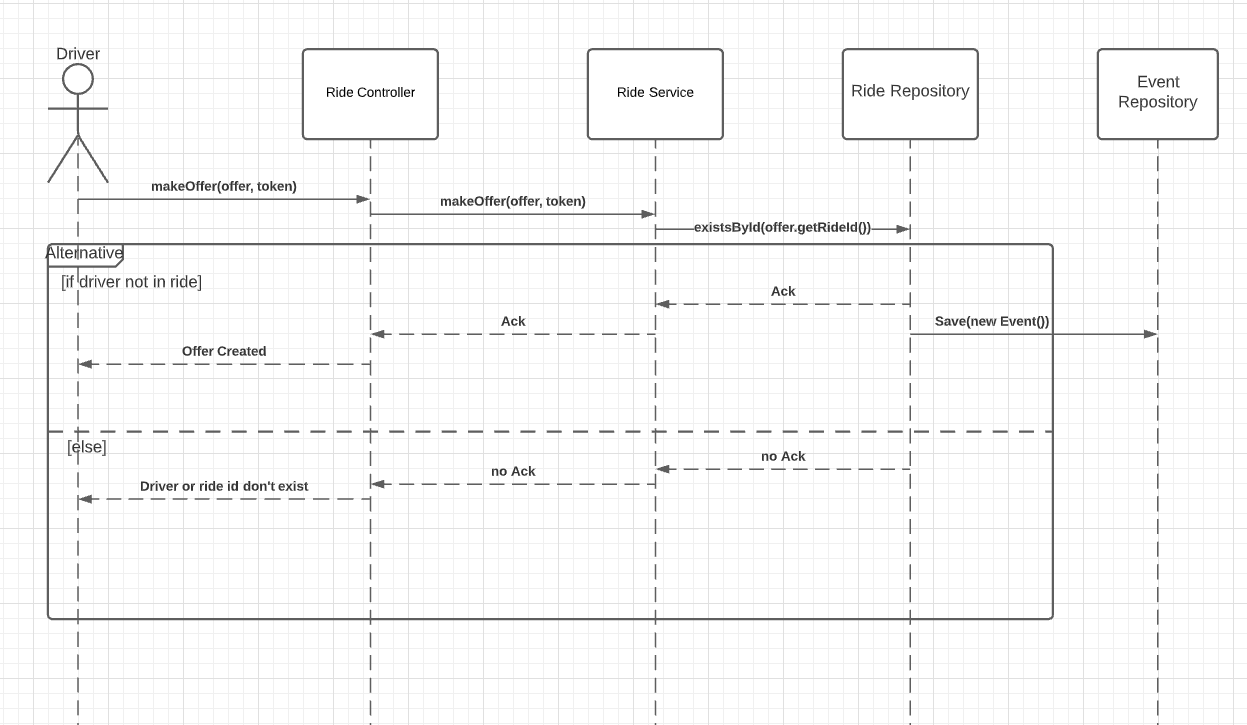 Driver
Ride Controller
Ride Service
Ride Repository
Event
Repository
makeOffer(offer, token)
makeOffer(offer, token)
existsById(offer.getRideId())
Alternative
[if driver not in ride]
Ack
Ack
Save(new Event())
Offer Created
[else]
no Ack
no Ack
Driver or ride id don't exist